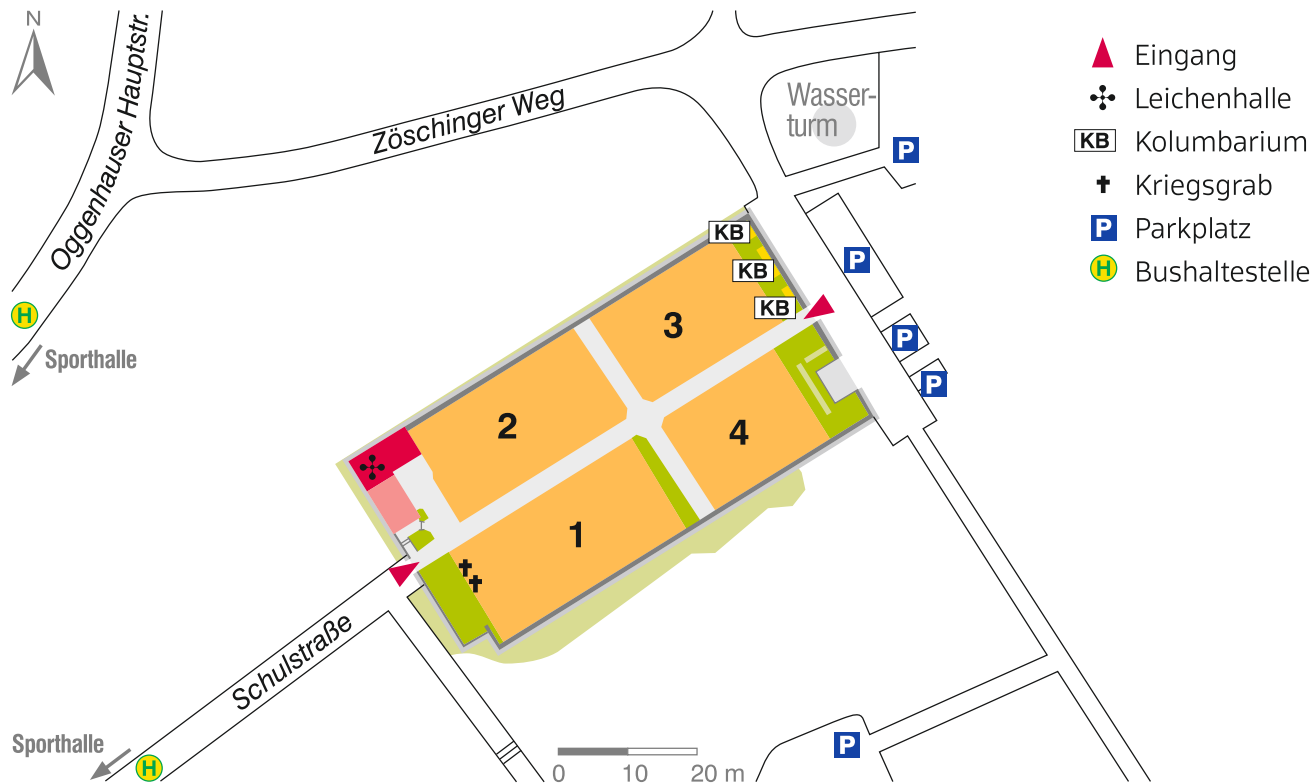 N
Oggenhauser Hauptstr.
Zöschinger Weg
Wasser-
turm
P
P
P
P
H
Sporthalle
KB
KB
KB
3
2
4
1
Schulstraße
Sporthalle
H
P
0 10 20 m
Eingang
Leichenhalle
KB Kolumbarium
Kriegsgrab
P Parkplatz
H Bushaltestelle